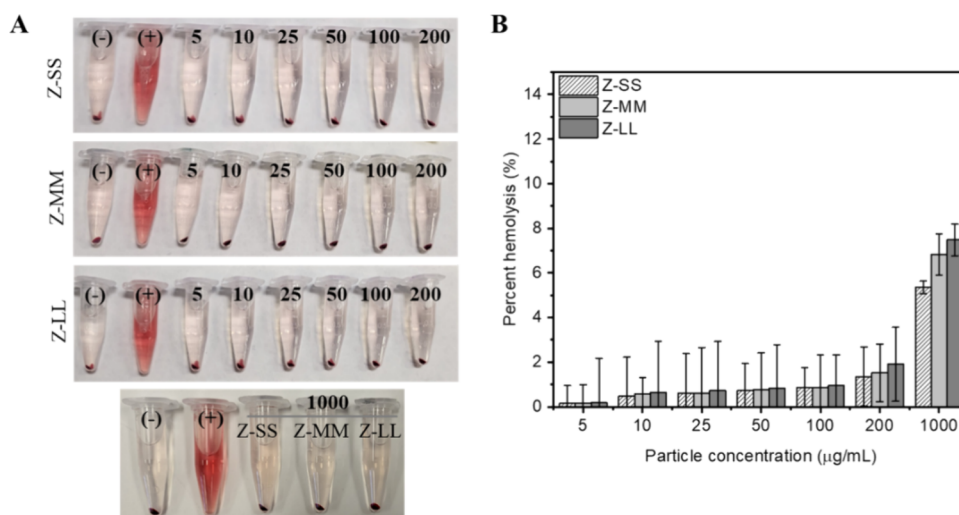 A
(-) (+) 5 10 25 50 100 200
Z-SS
(-) (+) 5 10 25 50 100 200
Z-MM
(-) (+) 5 10 25 50 100 200
Z-LL
1000
(-) (+) Z-SS Z-MM Z-LL
B
Z-SS
Z-MM
Z-LL
Percent hemolysis (%)
14
12
10
8
6
4
2
0
5 10 25 50 100 200 1000
Particle concentration (μg/mL)